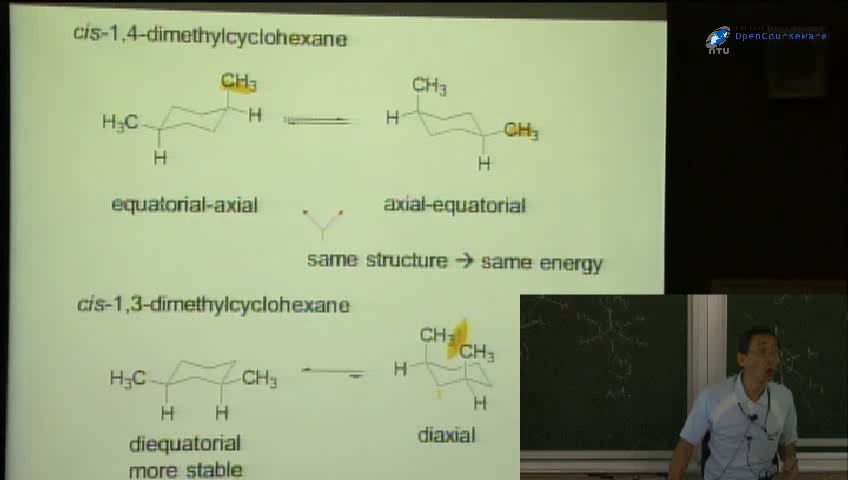 cis-1,4-dimethylcyclohexane
CH₃
H₃C
H
H
CH₃
H
CH₃
H
equatorial-axial
axial-equatorial
same structure → same energy
cis-1,3-dimethylcyclohexane
H₃C
CH₃
H
H
CH₃
CH₃
H
H
diequatorial
more stable
diaxial
NTU
OpenCourseWare